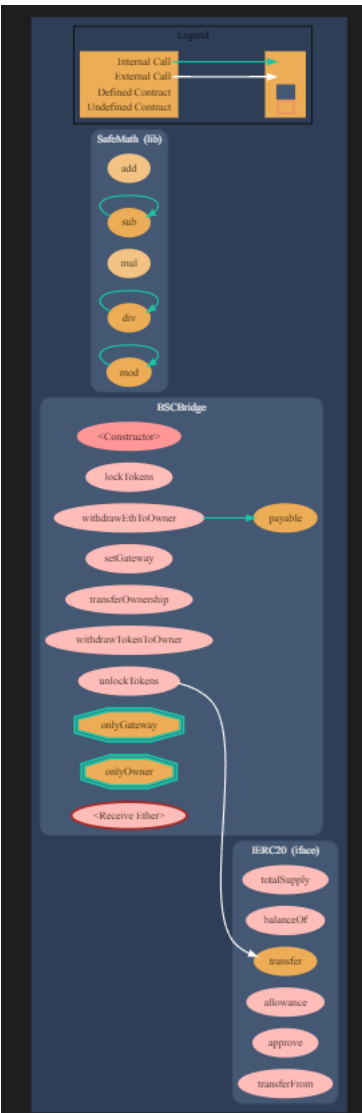 Legend
Internal Call
External Call
Defined Contract
Undefined Contract
SafeMath (lib)
add
sub
mul
div
mod
BSCBridge
<Constructor>
lockTokens
withdrawEthToOwner
payable
setGateway
transferOwnership
withdrawTokenToOwner
unlockTokens
onlyGateway
onlyOwner
<Receive Ether>
IERC20 (iface)
totalSupply
balanceOf
transfer
allowance
approve
transferFrom